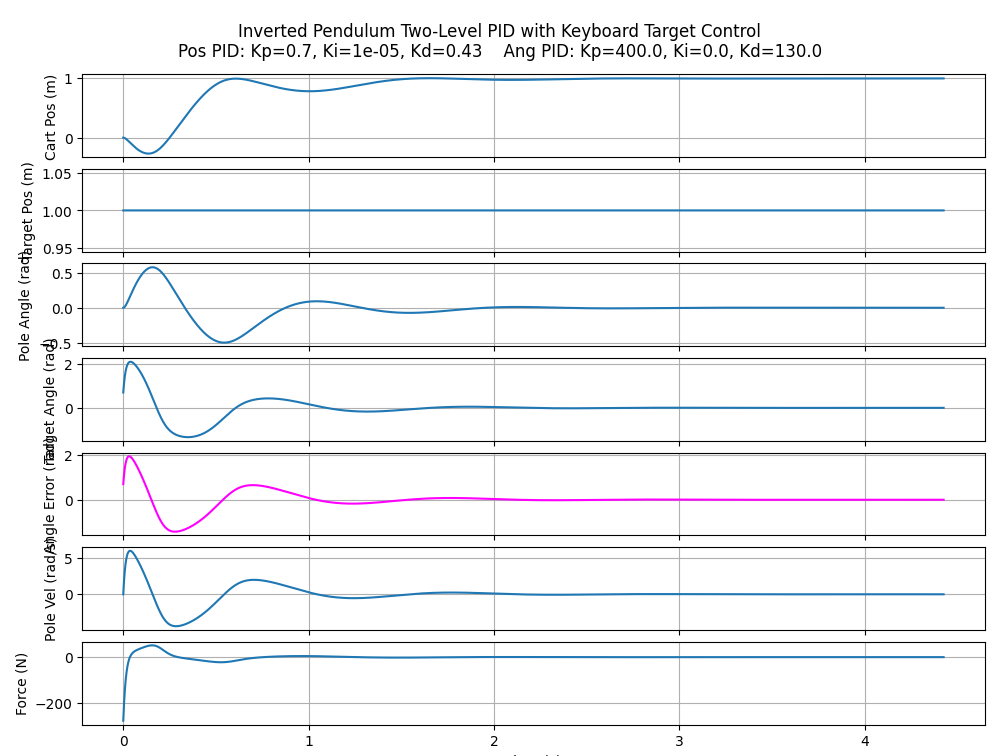 Inverted Pendulum Two-Level PID with Keyboard Target Control
Pos PID: Kp=0.7, Ki=1e-05, Kd=0.43    Ang PID: Kp=400.0, Ki=0.0, Kd=130.0
Cart Pos (m)
1
0
Target Pos (m)
1.05
1.00
0.95
Pole Angle (rad)
0.5
0.0
−0.5
Target Angle (rad)
2
0
Angle Error (rad)
2
0
Pole Vel (rad/s)
5
0
Force (N)
0
−200
0
1
2
3
4